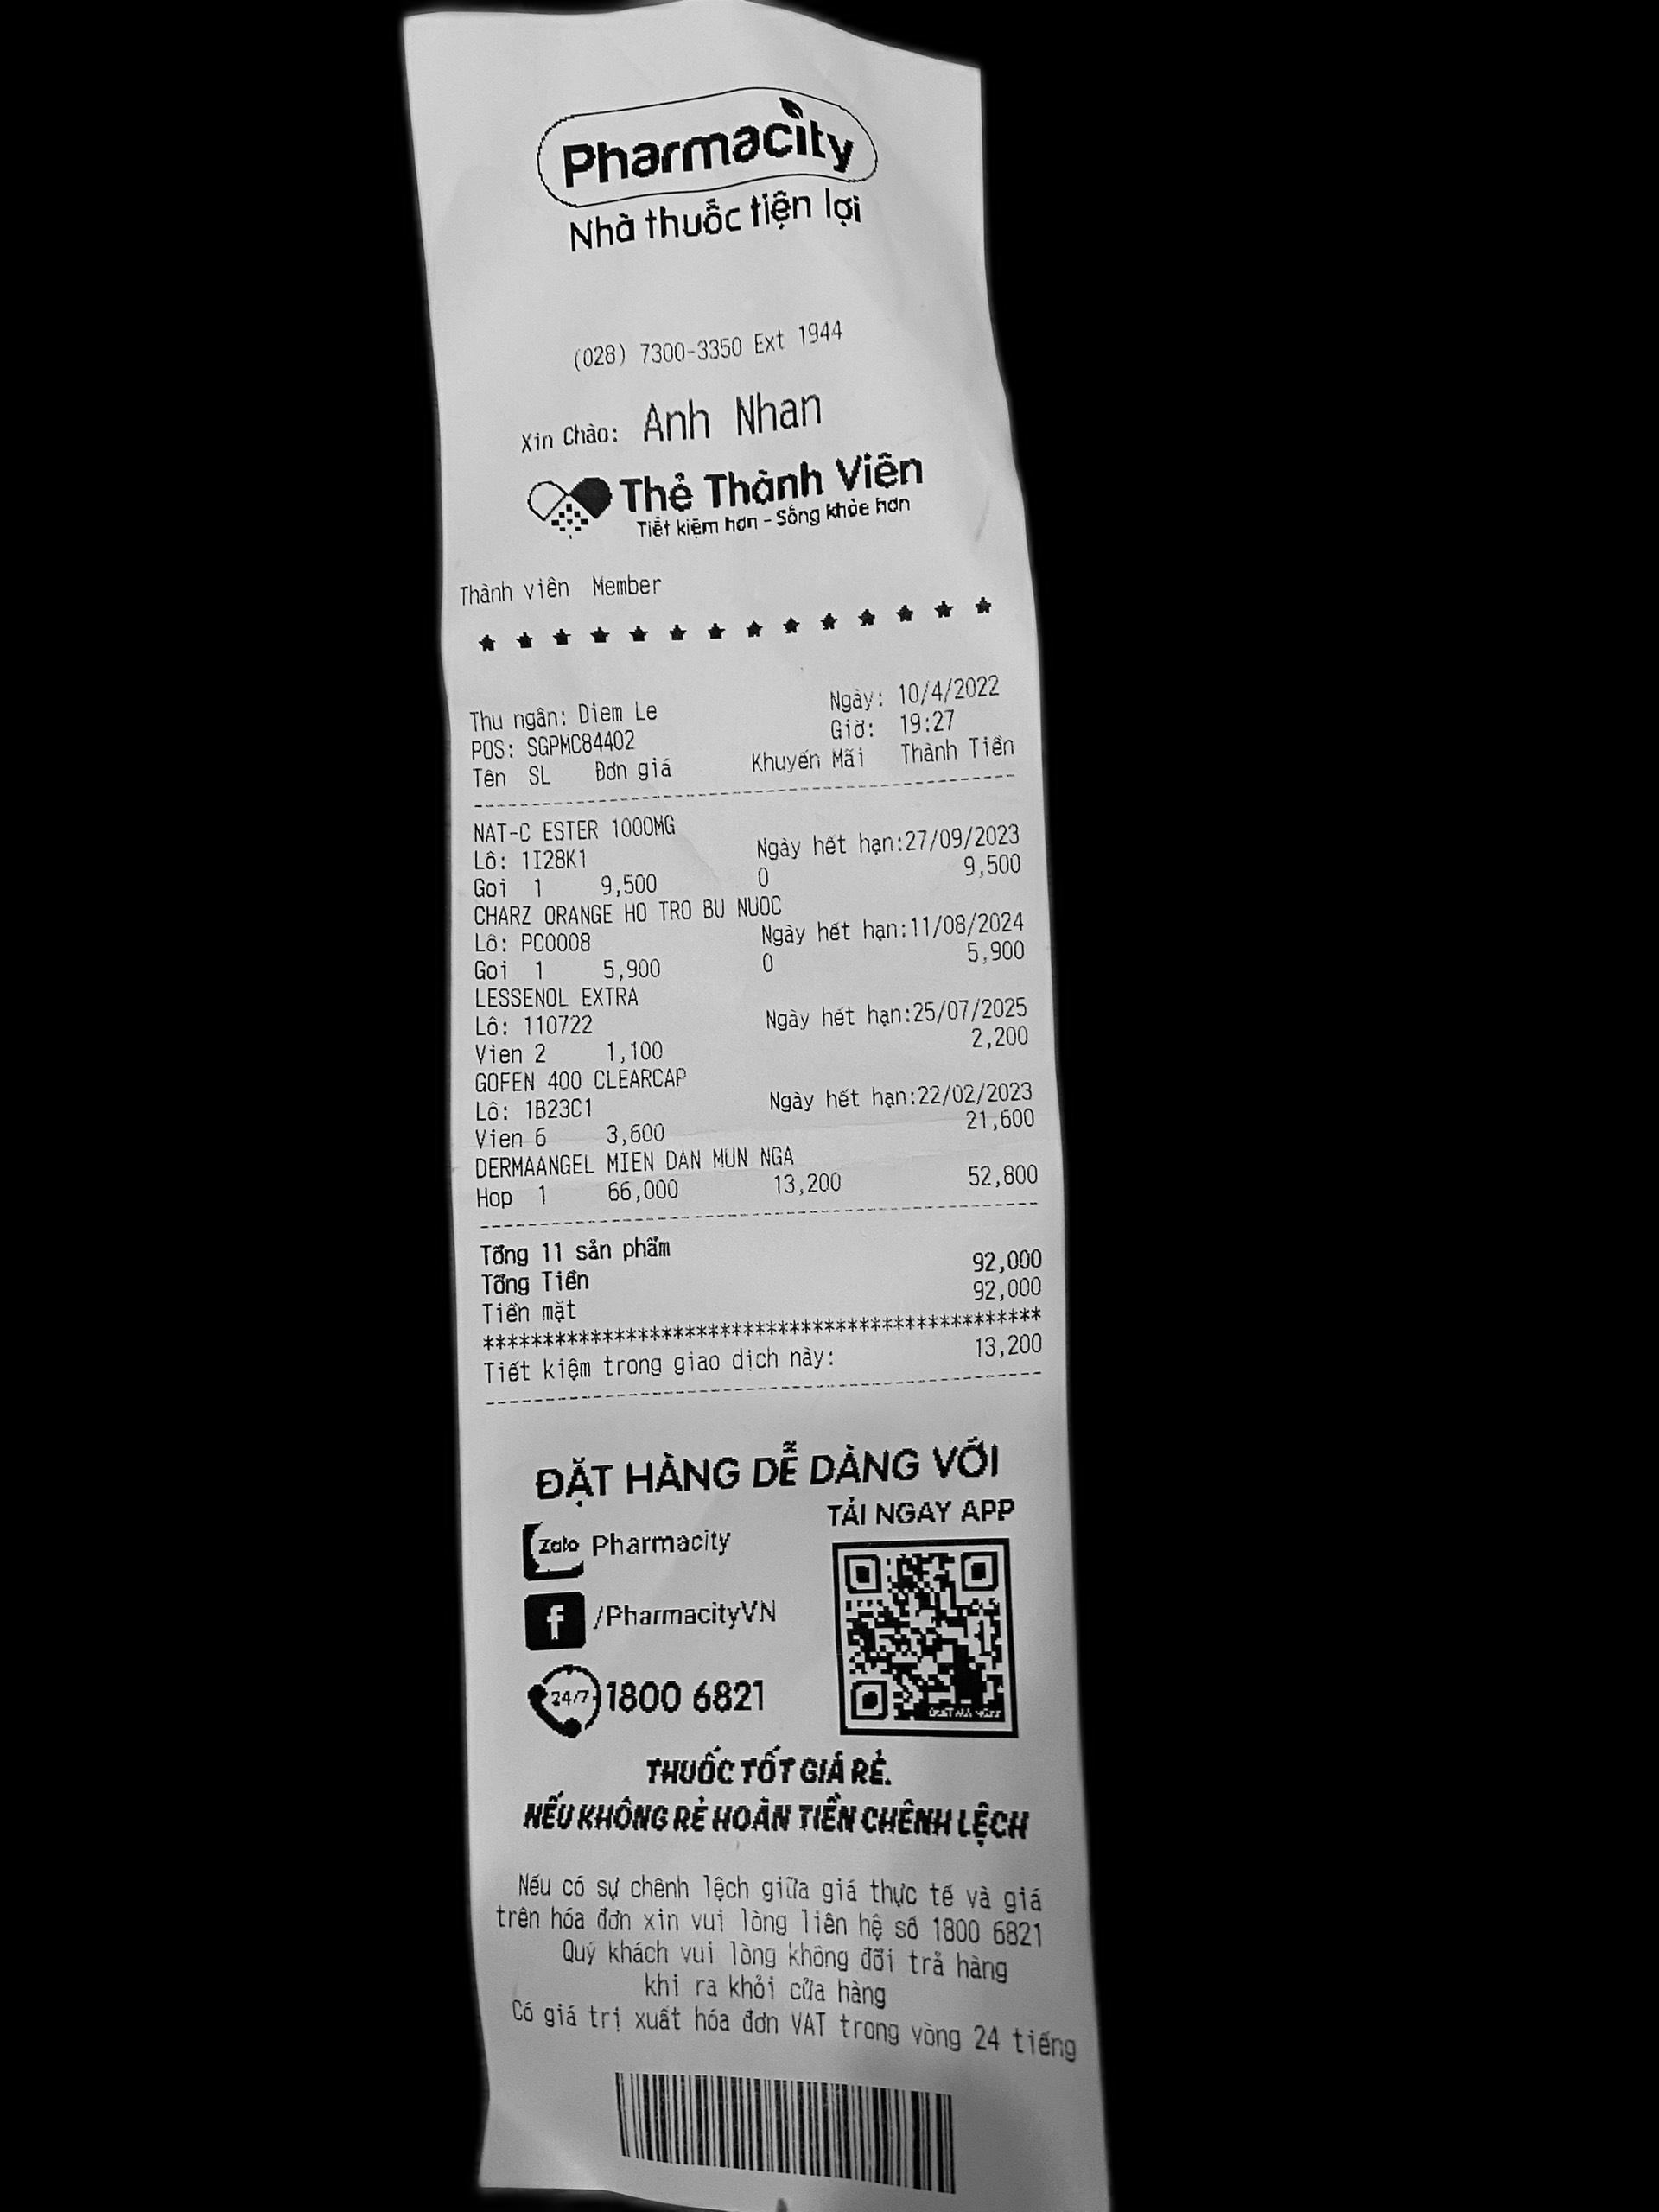 Pharmacity
Nhà thuốc tiện lợi
(028) 7300-3350 Ext 1944
Xin Chào: Anh Nhan
Thẻ Thành Viên
Tiết kiệm hơn - Sống khỏe hơn
Thành viên Member
Thu ngân: Diem Le Ngày: 10/4/2022
POS: SGPMC84402 Giờ: 19:27
Tên SL Đơn giá Khuyến Mãi Thành Tiền
NAT-C ESTER 1000MG
Lô: 1I28K1 Ngày hết hạn:27/09/2023
Goi 1 9,500 0 9,500
CHARZ ORANGE HO TRO BU NUOC
Lô: PC0008 Ngày hết hạn:11/08/2024
Goi 1 5,900 0 5,900
LESSENOL EXTRA
Lô: 110722 Ngày hết hạn:25/07/2025
Vien 2 1,100 2,200
GOFEN 400 CLEARCAP
Lô: 1B23C1 Ngày hết hạn:22/02/2023
Vien 6 3,600 21,600
DERMAANGEL MIEN DAN MUN NGA
Hop 1 66,000 13,200 52,800
Tổng 11 sản phẩm
Tổng Tiền 92,000
Tiền mặt 92,000
***********************************************
Tiết kiệm trong giao dịch này: 13,200
ĐẶT HÀNG DỄ DÀNG VỚI
TẢI NGAY APP
Zalo Pharmacity
f /PharmacityVN
24/7 1800 6821
THUỐC TỐT GIÁ RẺ.
NẾU KHÔNG RẺ HOÀN TIỀN CHÊNH LỆCH
Nếu có sự chênh lệch giữa giá thực tế và giá
trên hóa đơn xin vui lòng liên hệ số 1800 6821
Quý khách vui lòng không đổi trả hàng
khi ra khỏi cửa hàng
Có giá trị xuất hóa đơn VAT trong vòng 24 tiếng